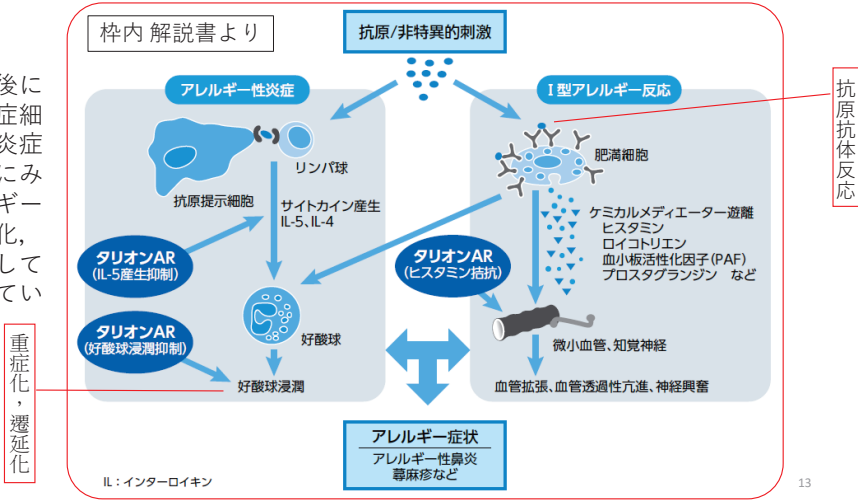 枠内 解説書より
抗原/非特異的刺激
後に
症細
炎症
にみ
ギー
化，
して
てい
アレルギー性炎症
リンパ球
抗原提示細胞
サイトカイン産生
IL-5、IL-4
タリオンAR
(IL-5産生抑制)
好酸球
タリオンAR
(好酸球浸潤抑制)
好酸球浸潤
重症化，遷延化
I型アレルギー反応
肥満細胞
抗原抗体反応
ケミカルメディエーター遊離
ヒスタミン
ロイコトリエン
血小板活性化因子(PAF)
プロスタグランジン など
タリオンAR
(ヒスタミン拮抗)
微小血管、知覚神経
血管拡張、血管透過性亢進、神経興奮
アレルギー症状
アレルギー性鼻炎
蕁麻疹など
IL：インターロイキン
13